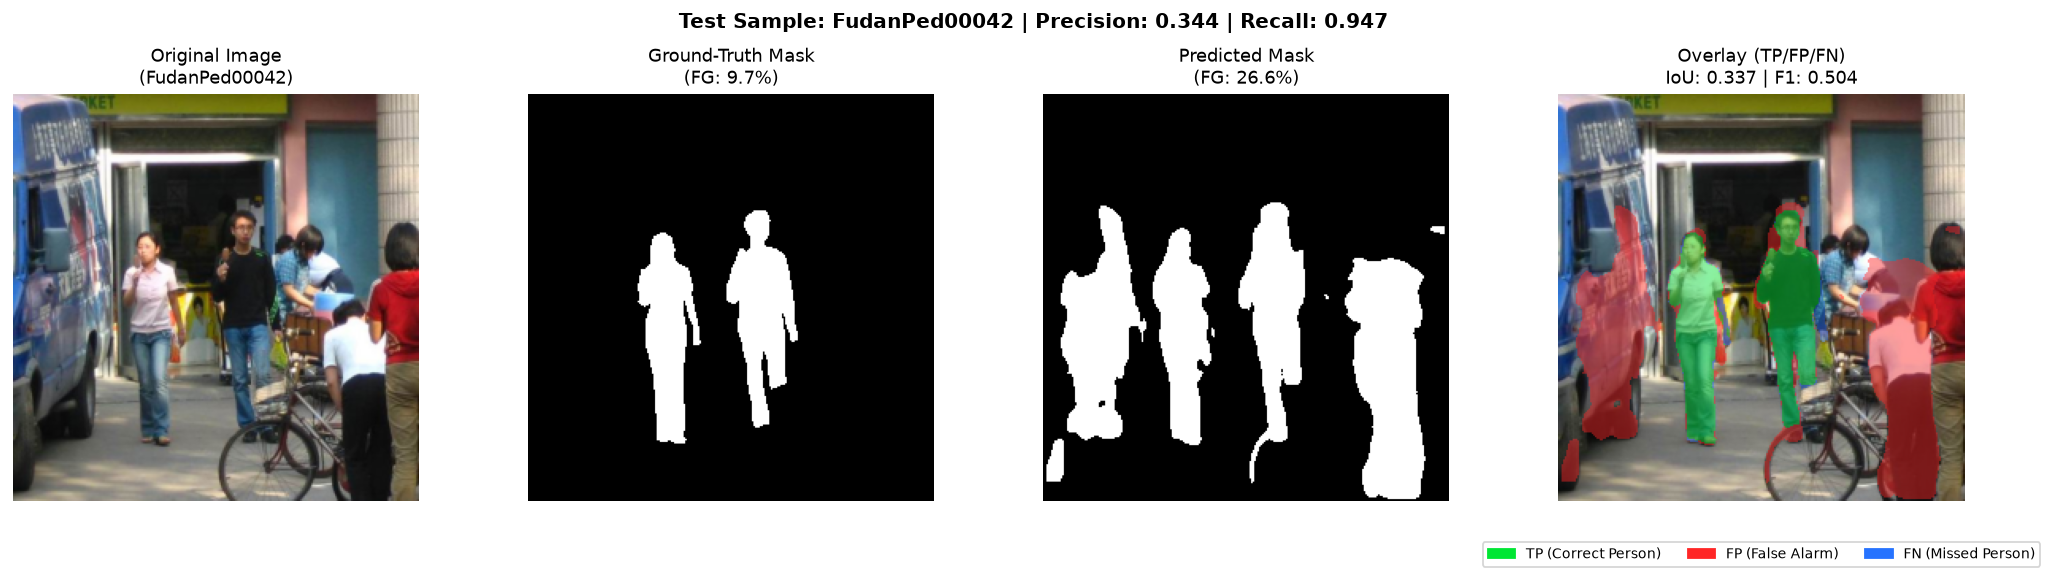 Test Sample: FudanPed00042 | Precision: 0.344 | Recall: 0.947
Original Image
(FudanPed00042)
Ground-Truth Mask
(FG: 9.7%)
Predicted Mask
(FG: 26.6%)
Overlay (TP/FP/FN)
IoU: 0.337 | F1: 0.504
RKET
RKET
TP (Correct Person)
FP (False Alarm)
FN (Missed Person)